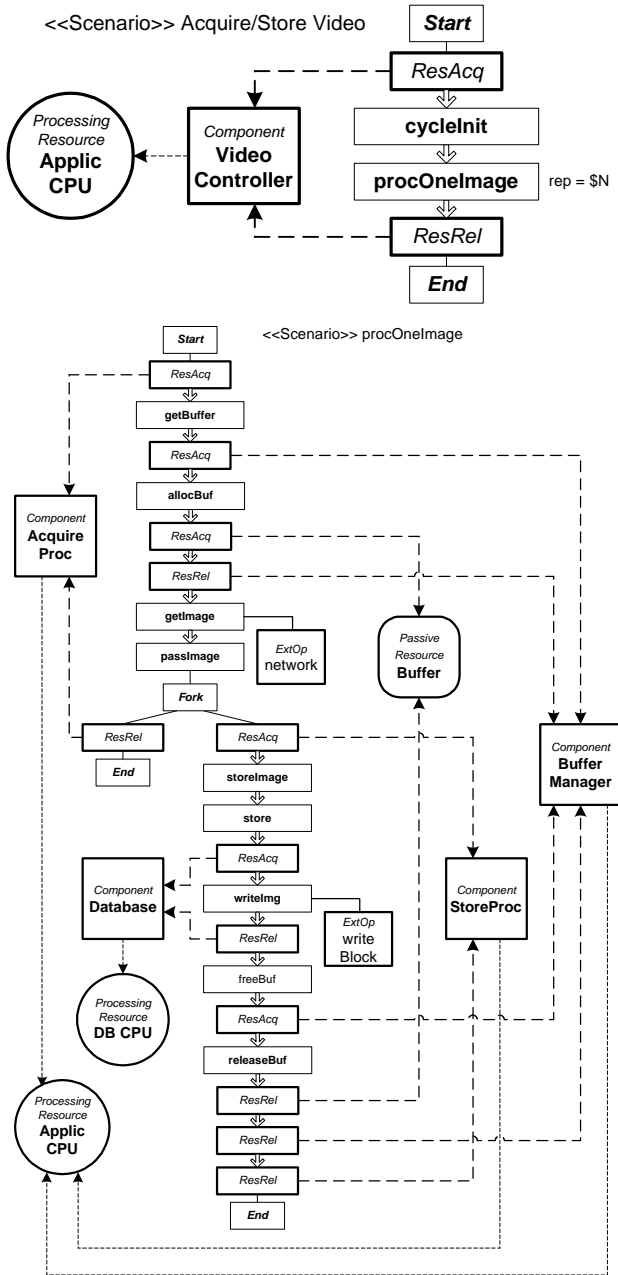 <<Scenario>> Acquire/Store Video
Start
ResAcq
Processing
Resource
Applic
CPU
Component
Video
Controller
cycleInit
procOneImage
rep = $N
ResRel
End
<<Scenario>> procOneImage
Start
ResAcq
getBuffer
ResAcq
allocBuf
Component
Acquire
Proc
ResAcq
ResRel
getImage
ExtOp
network
passImage
Passive
Resource
Buffer
Fork
ResRel
End
ResAcq
Component
Buffer
Manager
storeImage
store
ResAcq
Component
Database
writeImg
ExtOp
write
Block
Component
StoreProc
ResRel
freeBuf
Processing
Resource
DB CPU
ResAcq
releaseBuf
ResRel
Processing
Resource
Applic
CPU
ResRel
ResRel
End